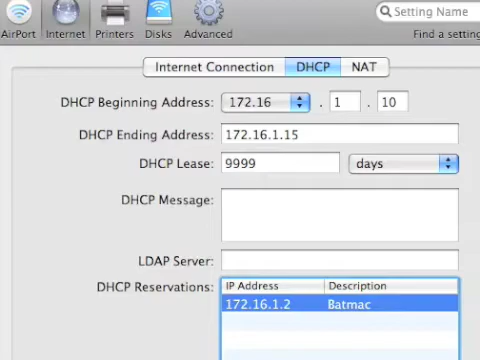 AirPort Internet Printers Disks Advanced
Setting Name
Find a setting
Internet Connection DHCP NAT
DHCP Beginning Address: 172.16 . 1 . 10
DHCP Ending Address: 172.16.1.15
DHCP Lease: 9999 days
DHCP Message:
LDAP Server:
DHCP Reservations: IP Address Description
172.16.1.2 Batmac